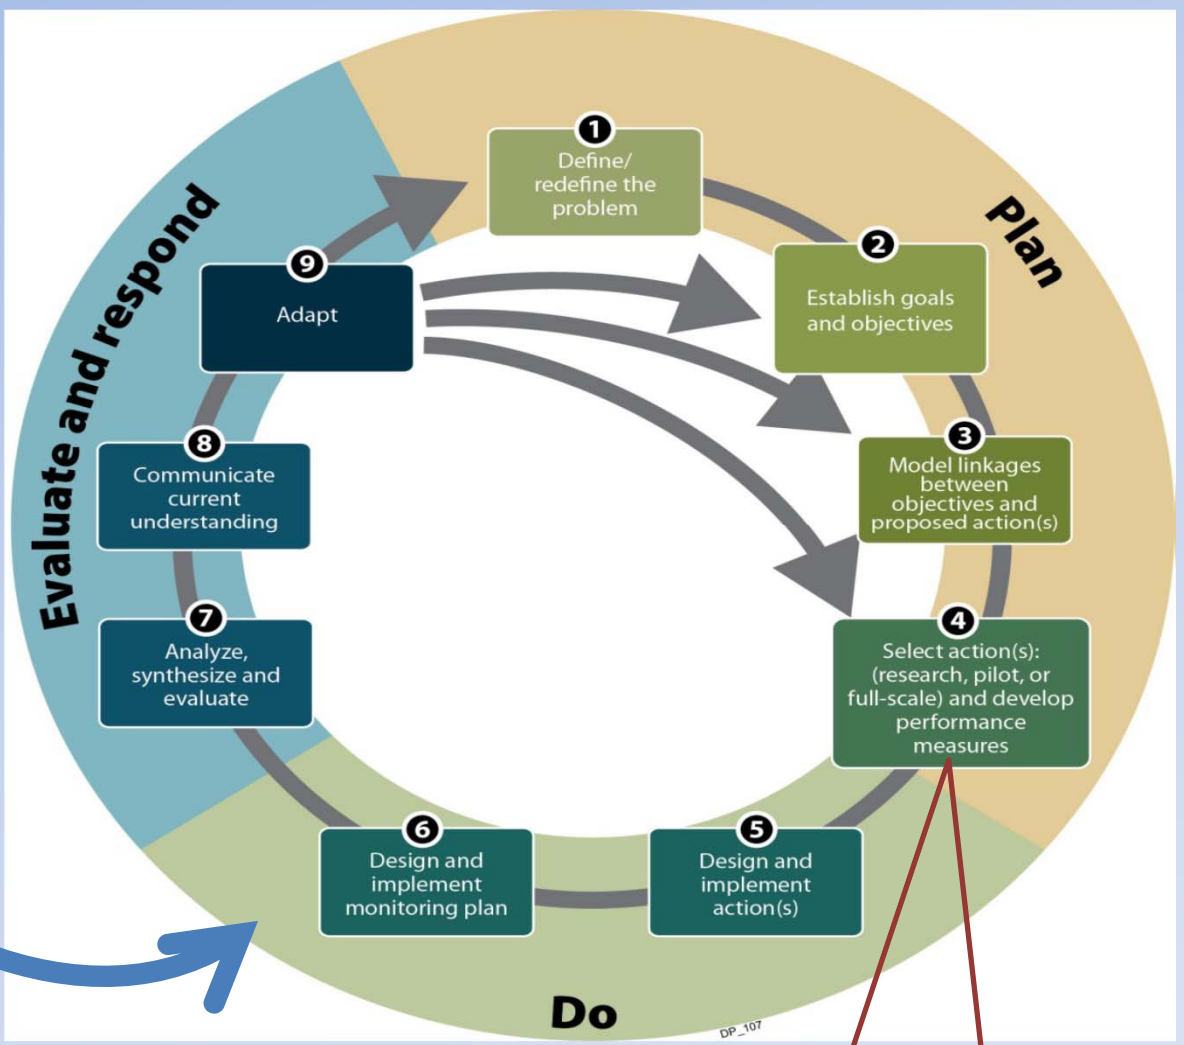 1
Define/
redefine the
problem
Plan
2
Establish goals
and objectives
3
Model linkages
between
objectives and
proposed action(s)
4
Select action(s):
(research, pilot, or
full-scale) and develop
performance
measures
5
Design and
implement
action(s)
6
Design and
implement
monitoring plan
Do
DP_107
7
Analyze,
synthesize and
evaluate
8
Communicate
current
understanding
9
Adapt
Evaluate and respond